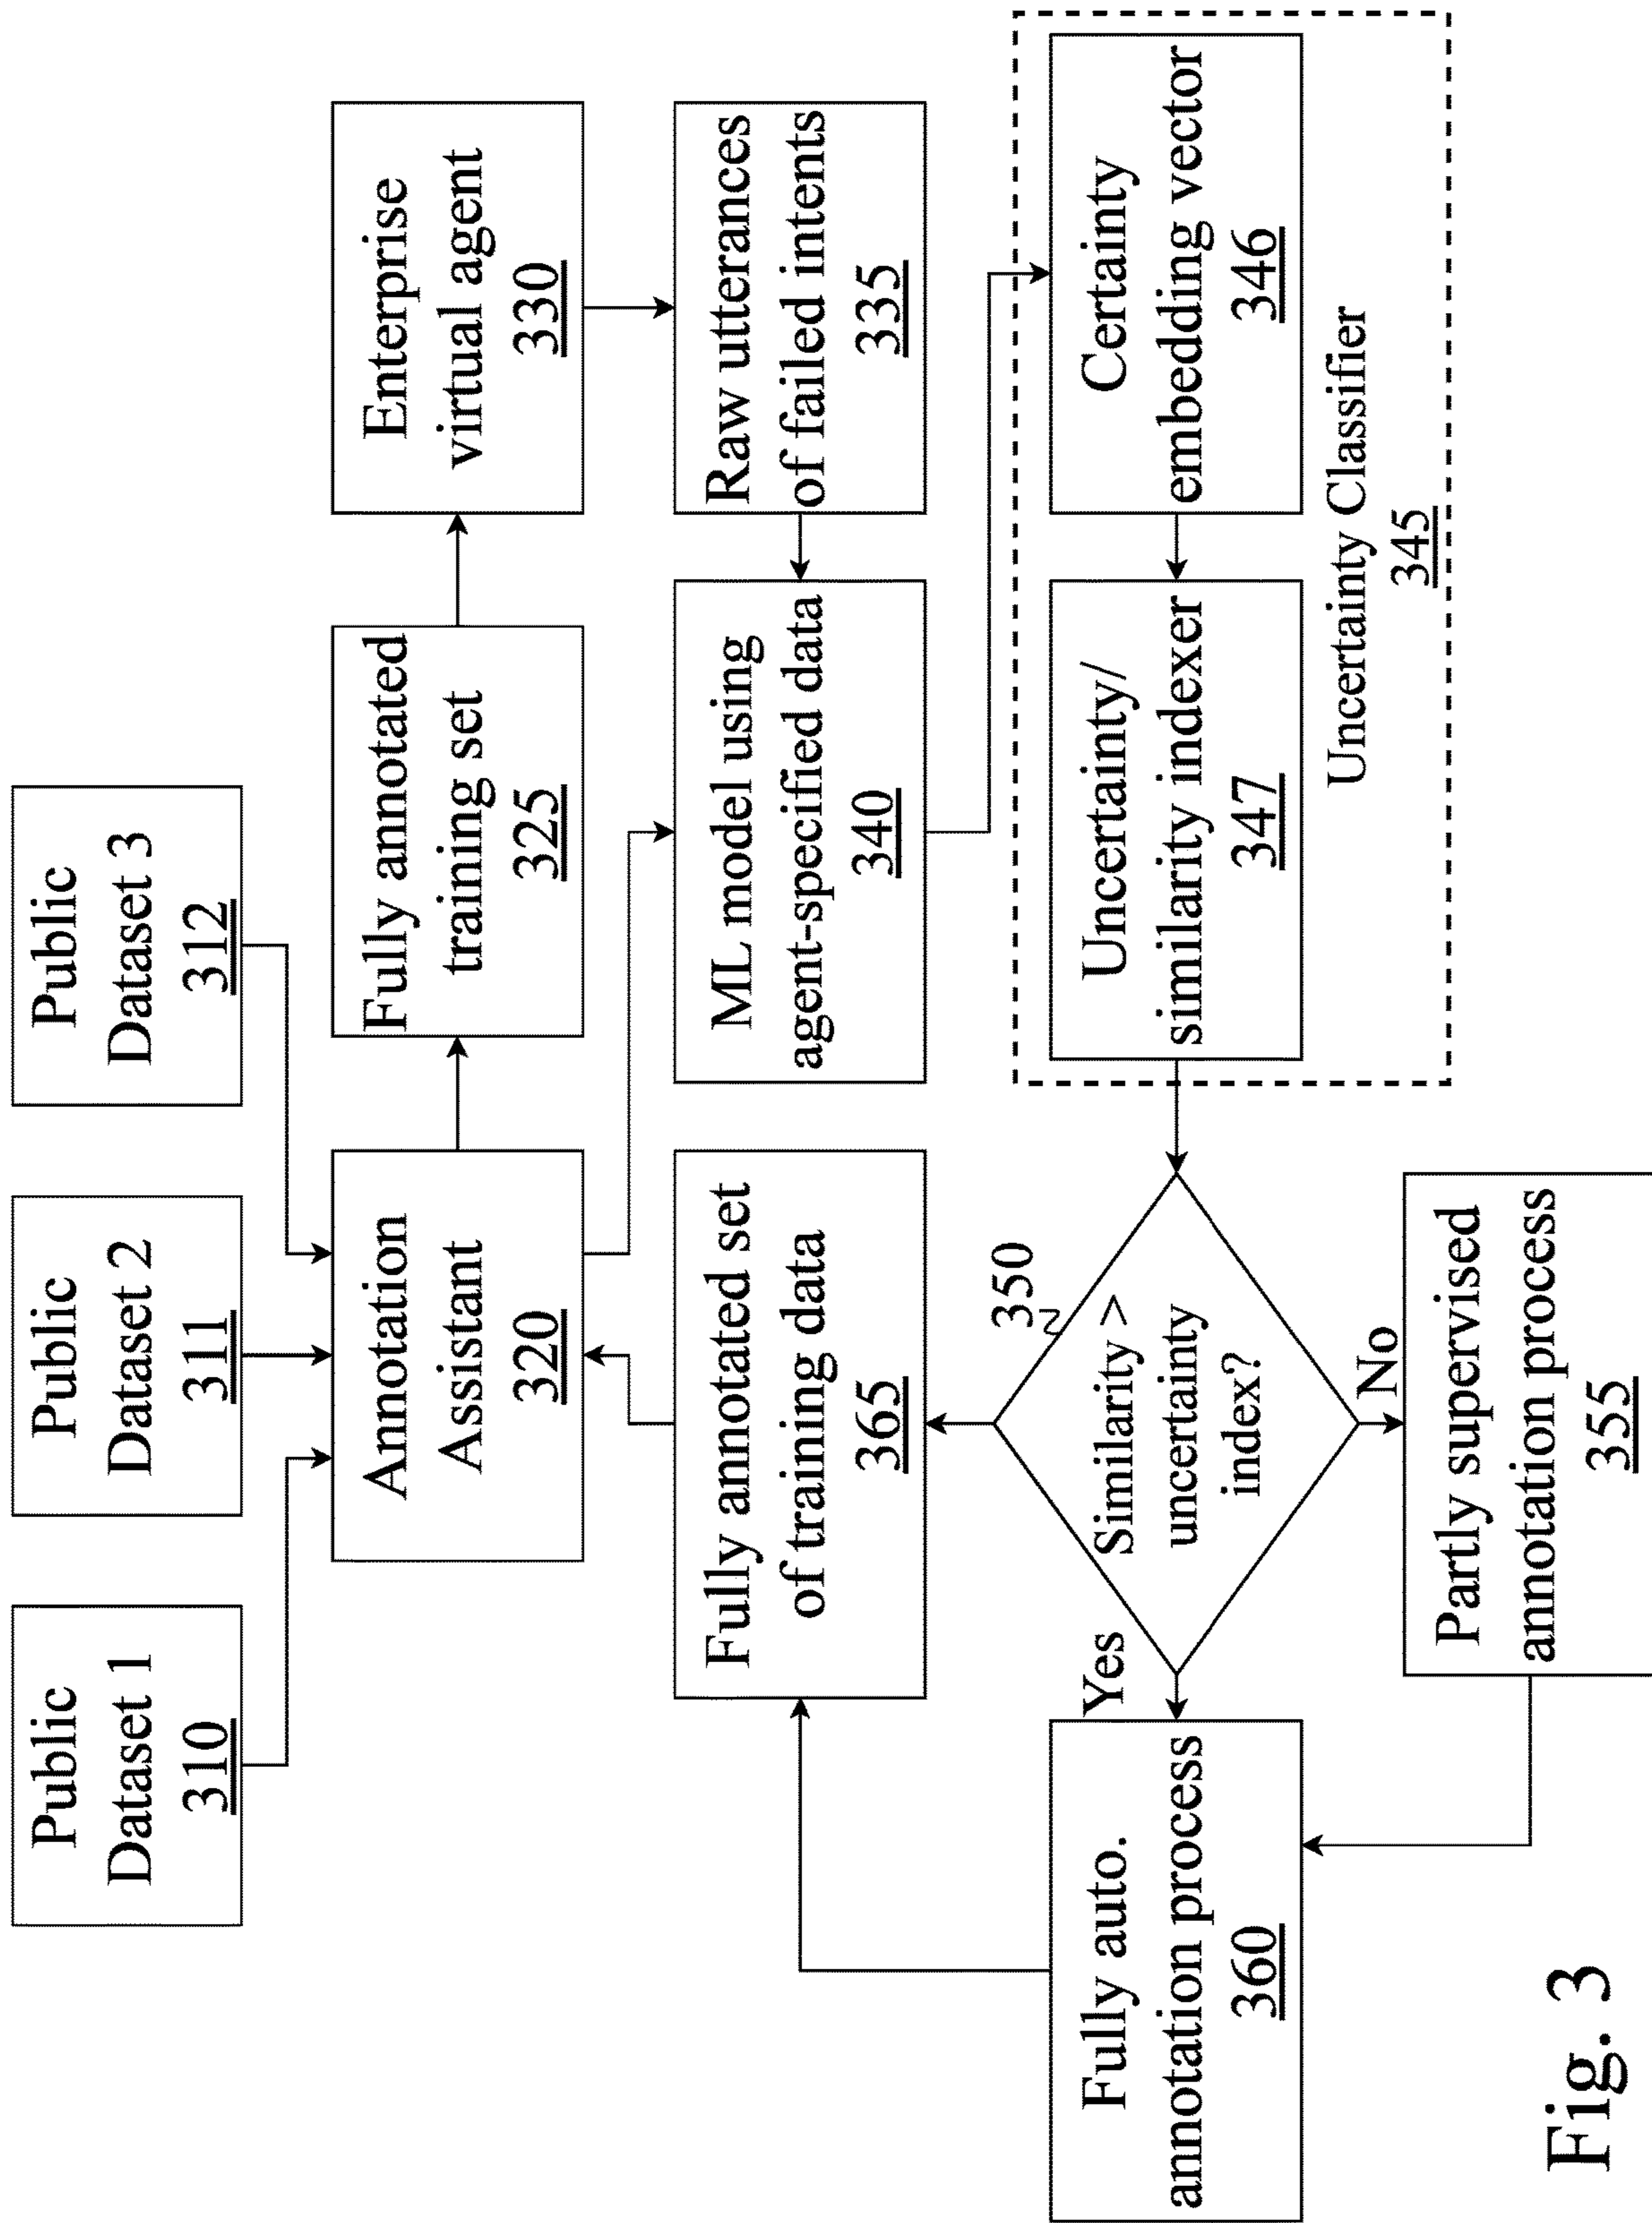 Public
Dataset 1
310
Public
Dataset 2
311
Public
Dataset 3
312
Annotation
Assistant
320
Fully annotated
training set
325
Enterprise
virtual agent
330
Fully annotated set
of training data
365
ML model using
agent-specified data
340
Raw utterances
of failed intents
335
Fully auto.
annotation process
360
Yes
350
Similarity >
uncertainty
index?
No
Uncertainty/
similarity indexer
347
Certainty
embedding vector
346
Uncertainty Classifier
345
Partly supervised
annotation process
355
Fig. 3